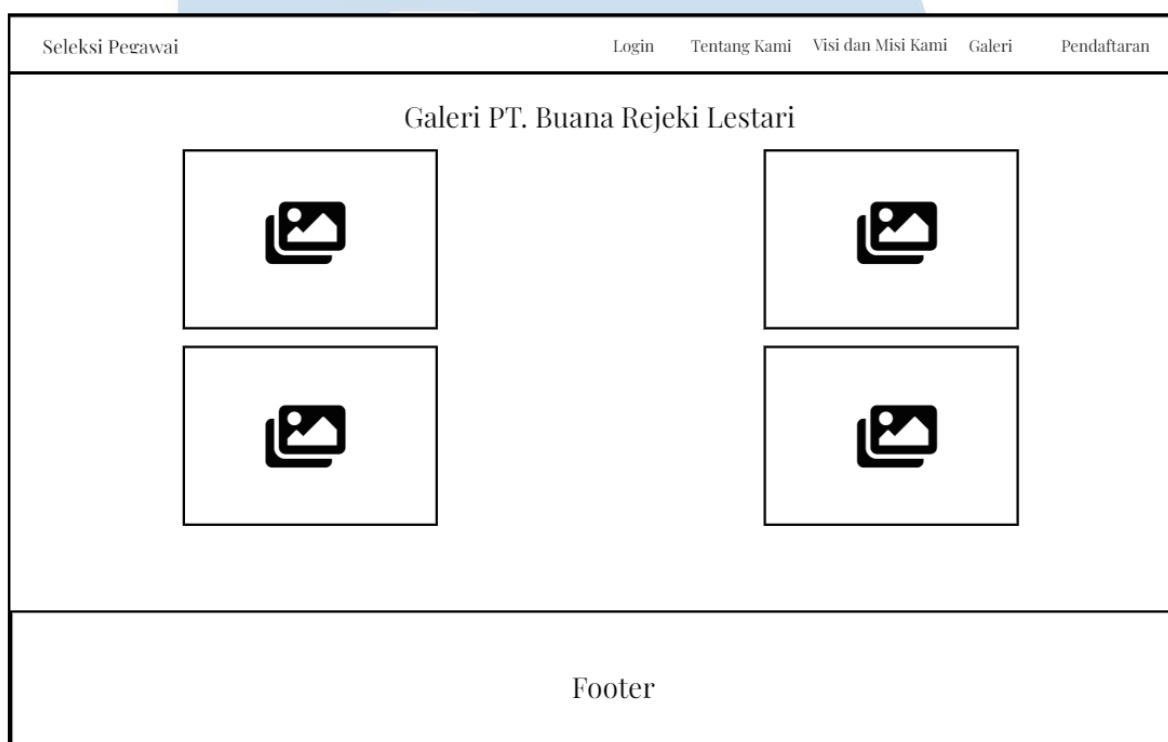 Seleksi Pegawai
Login Tentang Kami Visi dan Misi Kami Galeri Pendaftaran
Galeri PT. Buana Rejeki Lestari
Footer